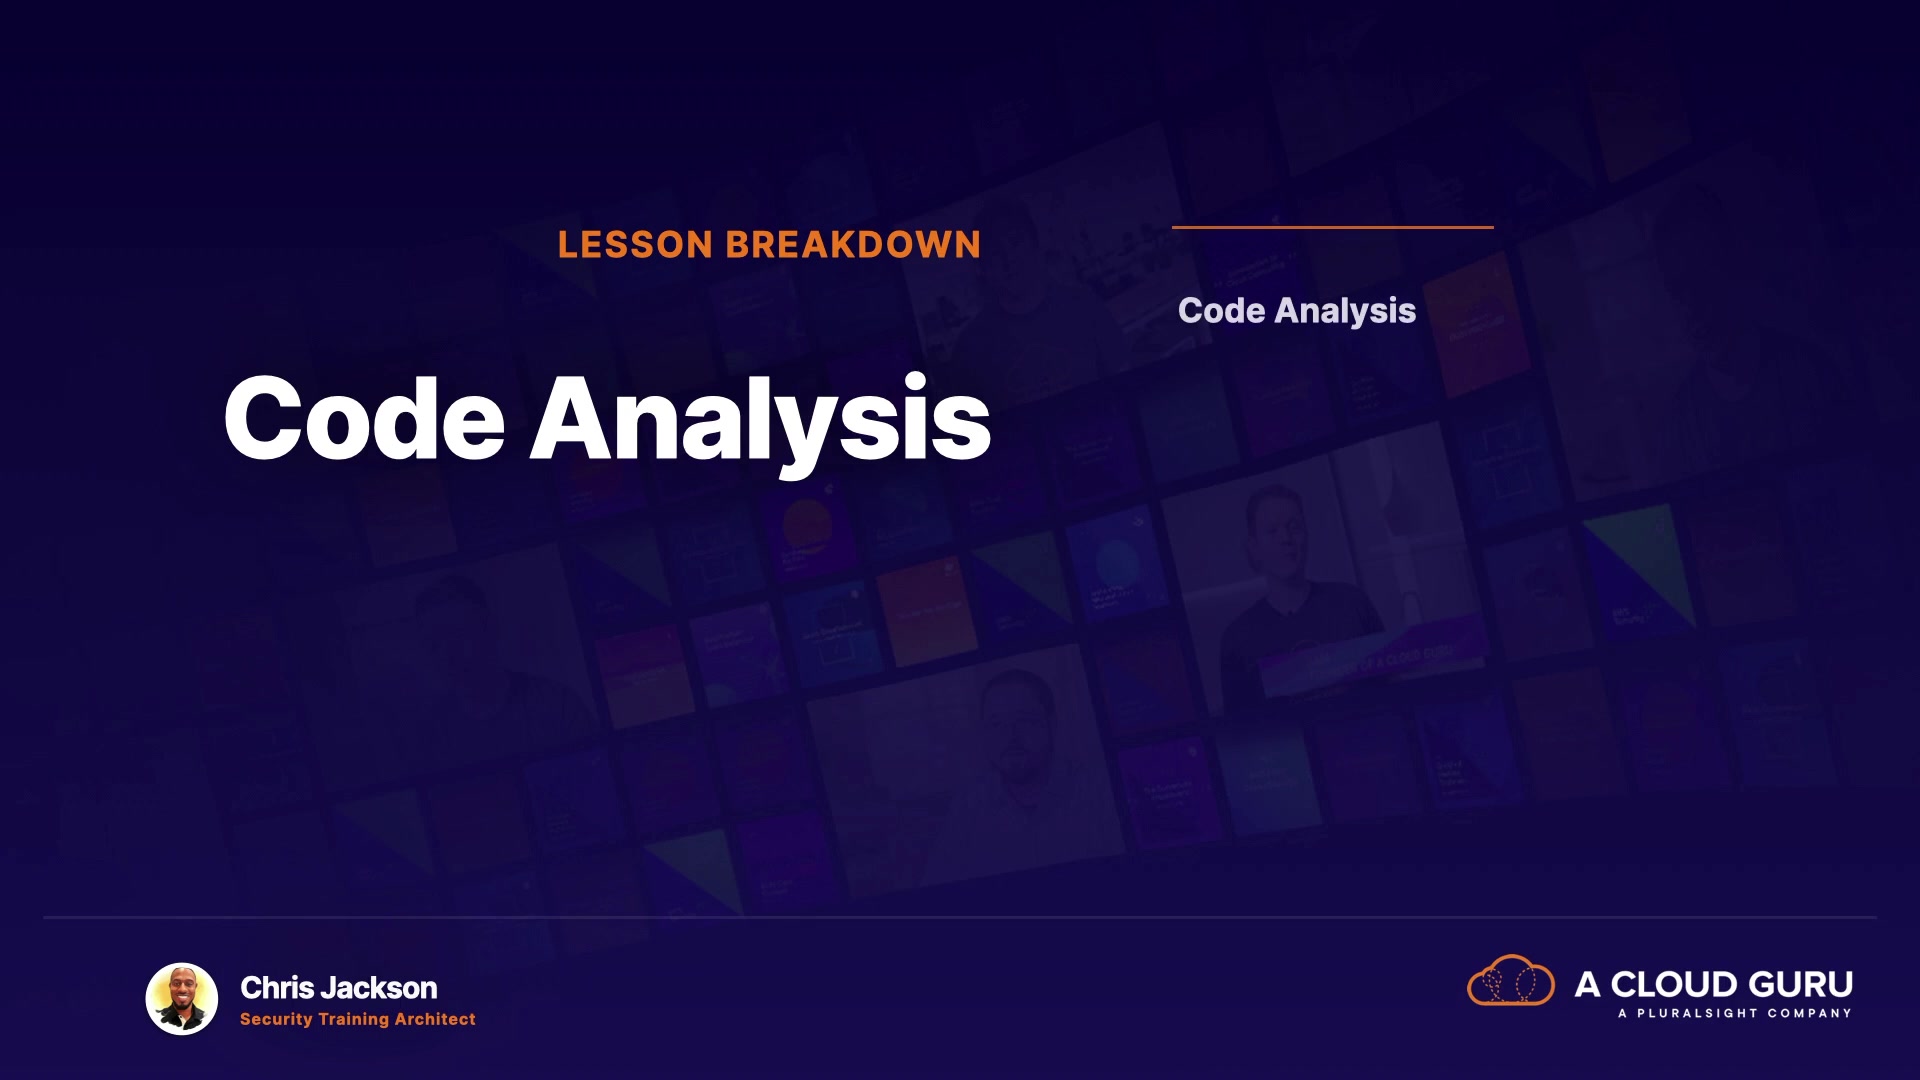 LESSON BREAKDOWN
Code Analysis
Code Analysis
Chris Jackson
Security Training Architect
A CLOUD GURU
A PLURALSIGHT COMPANY